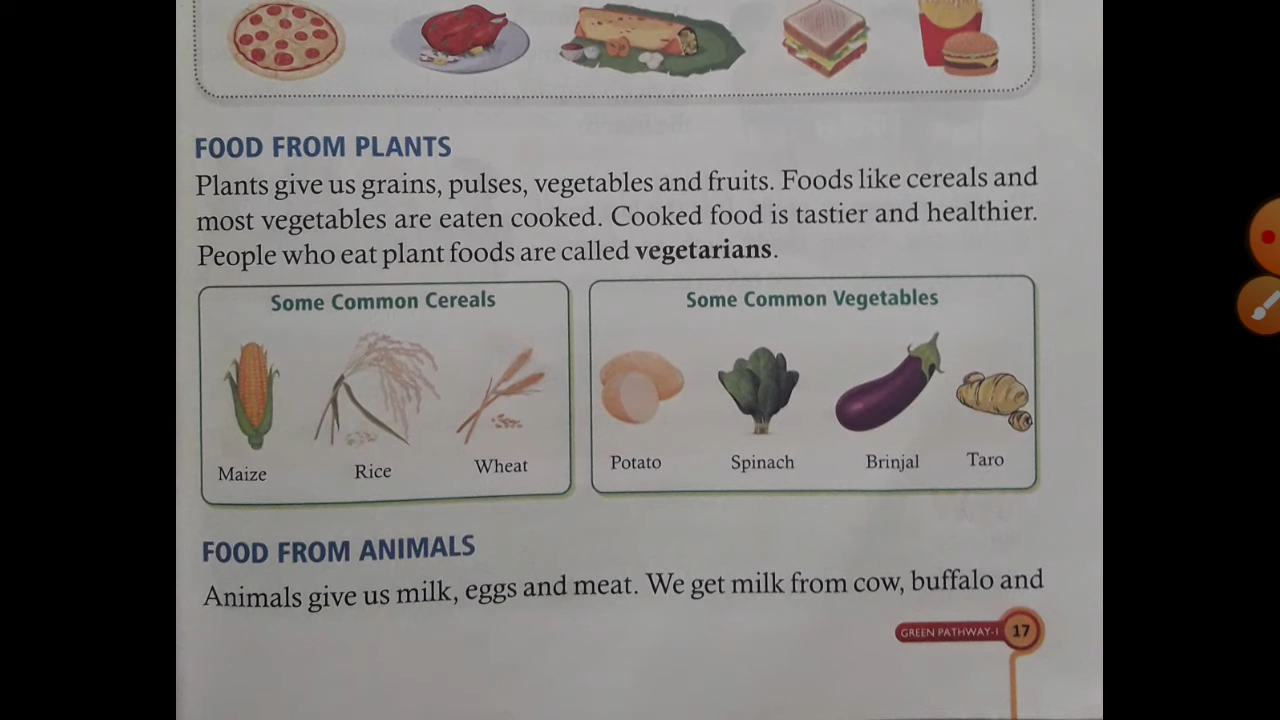 FOOD FROM PLANTS
Plants give us grains, pulses, vegetables and fruits. Foods like cereals and
most vegetables are eaten cooked. Cooked food is tastier and healthier.
People who eat plant foods are called vegetarians.
Some Common Cereals
Maize
Rice
Wheat
Some Common Vegetables
Potato
Spinach
Brinjal
Taro
FOOD FROM ANIMALS
Animals give us milk, eggs and meat. We get milk from cow, buffalo and
GREEN PATHWAY-1 17